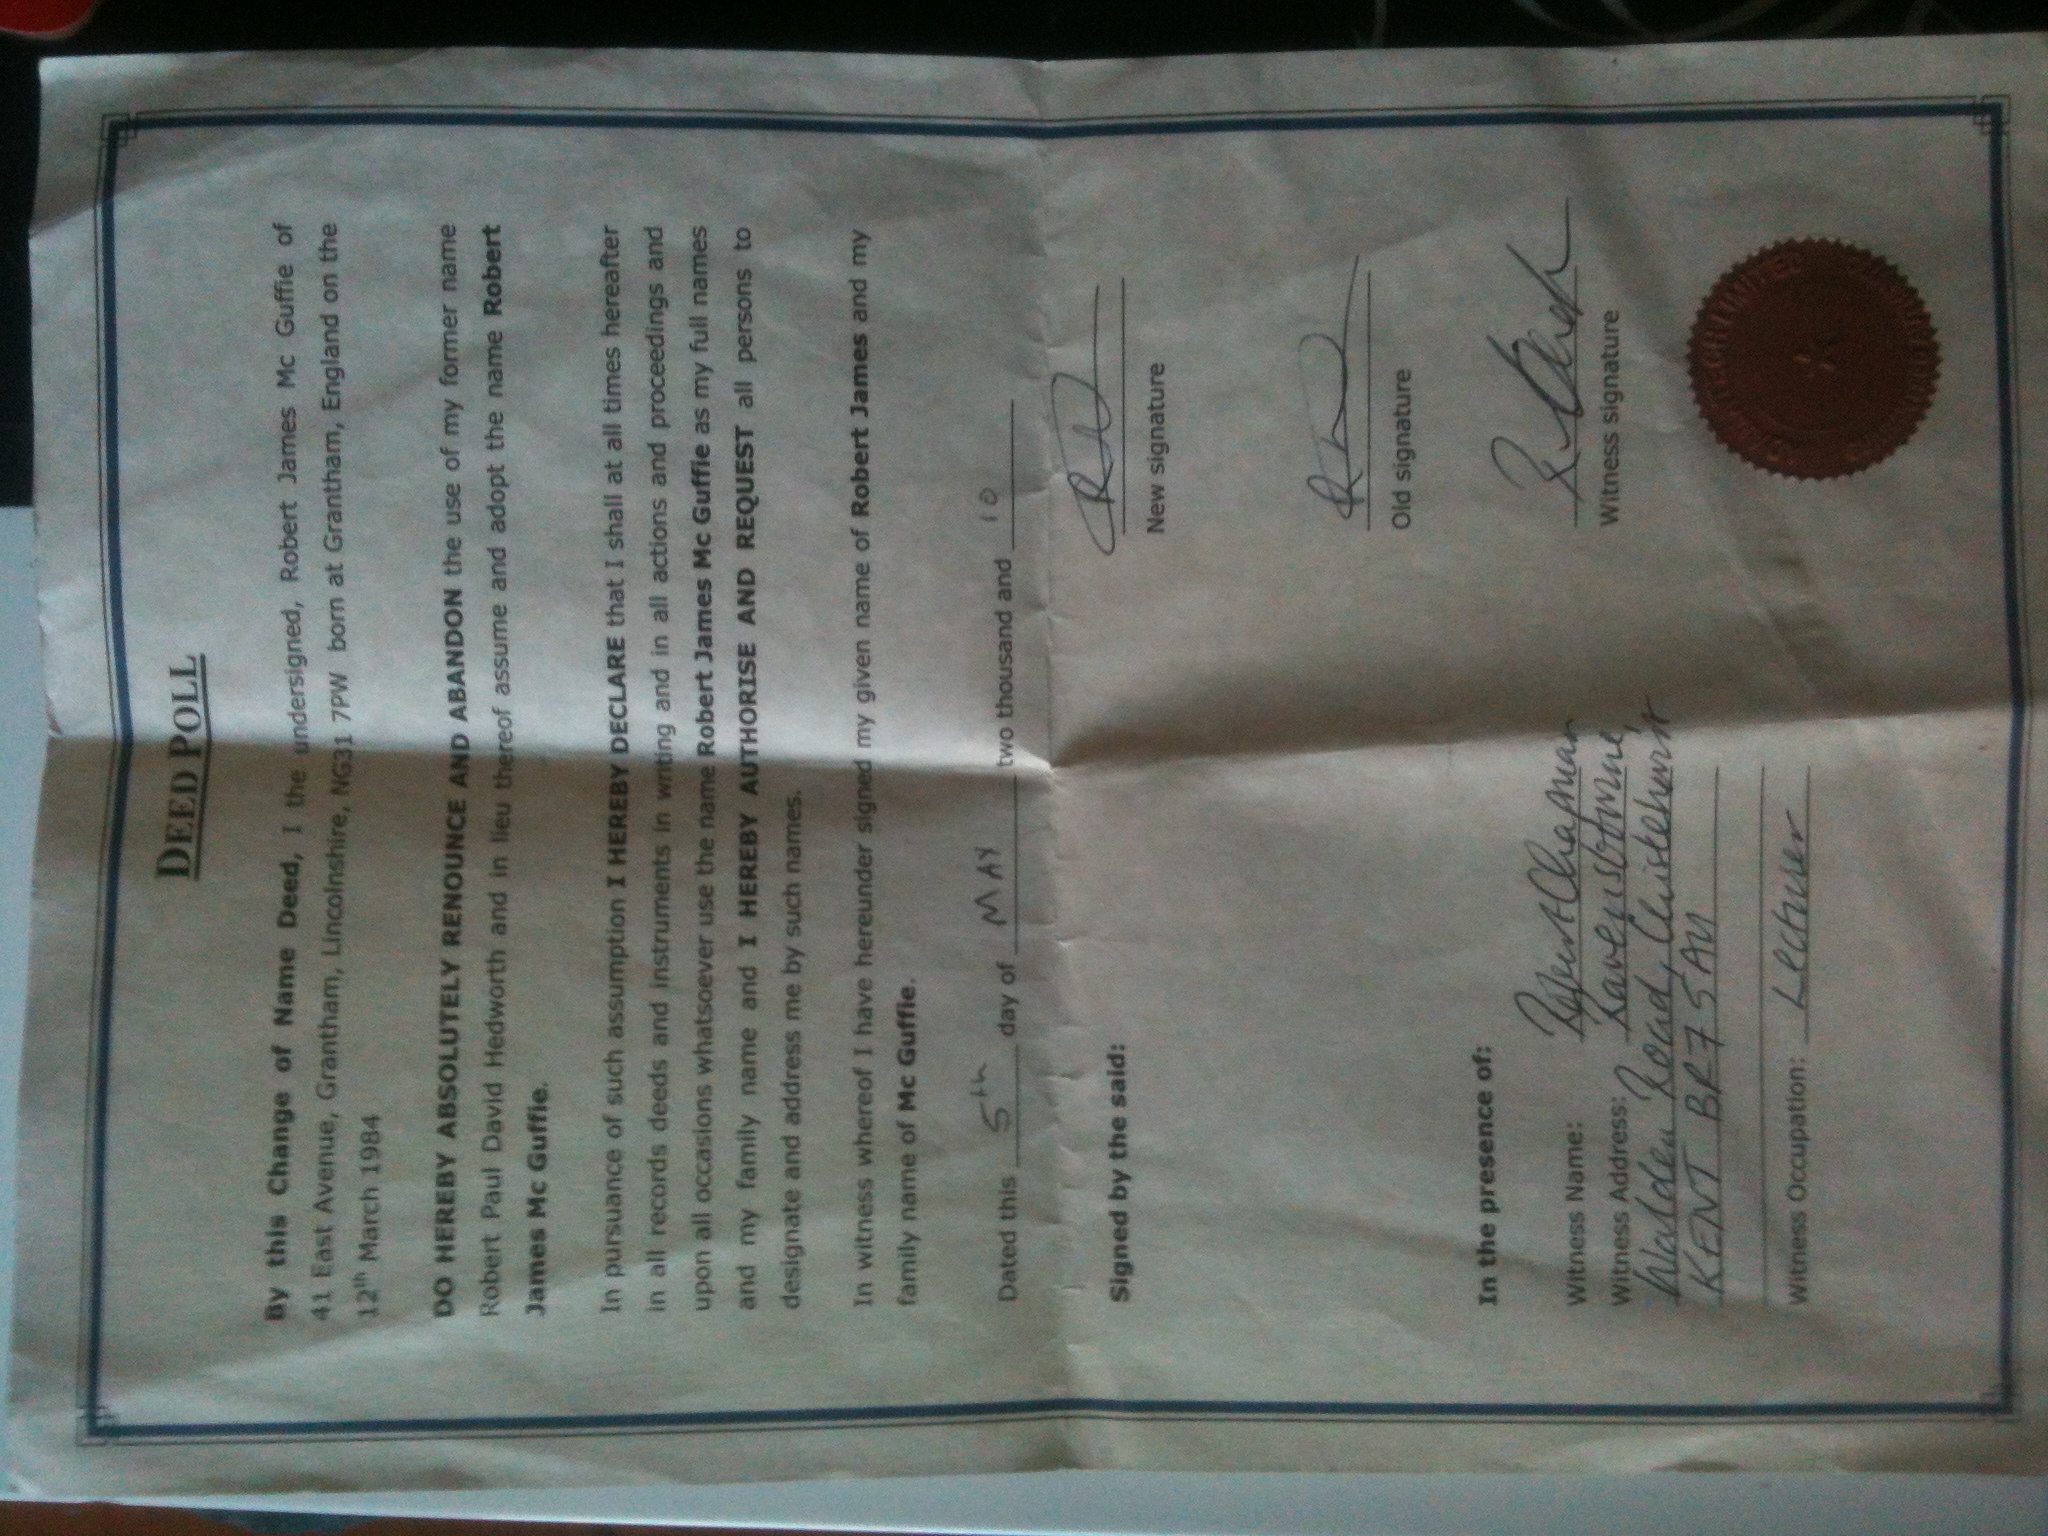 DEED POLL
By this Change of Name Deed, I the undersigned, Robert James Mc Guffie of
41 East Avenue, Grantham, Lincolnshire, NG31 7PW born at Grantham, England on the
12th March 1984
DO HEREBY ABSOLUTELY RENOUNCE AND ABANDON the use of my former name
Robert Paul David Hedworth and in lieu thereof assume and adopt the name Robert
James Mc Guffie.
In pursuance of such assumption I HEREBY DECLARE that I shall at all times hereafter
in all records deeds and instruments in writing and in all actions and proceedings and
upon all occasions whatsoever use the name Robert James Mc Guffie as my full names
and my family name and I HEREBY AUTHORISE AND REQUEST all persons to
designate and address me by such names.
In witness whereof I have hereunder signed my given name of Robert James and my
family name of Mc Guffie.
Dated this 5th day of MAY two thousand and 10
Signed by the said:
New signature
Old signature
In the presence of:
Witness Name: Chapman
Witness Address: Ravensbourne,
Walden Road, Chislehurst
KENT BR7 5
Witness Occupation: Lecturer
Witness signature